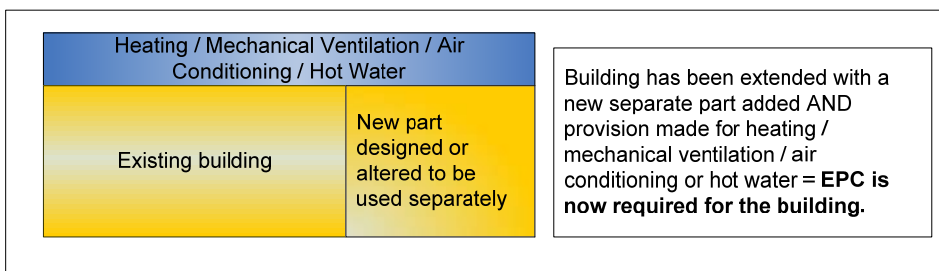 Heating / Mechanical Ventilation / Air
Conditioning / Hot Water
Existing building
New part
designed or
altered to be
used separately
Building has been extended with a
new separate part added AND
provision made for heating /
mechanical ventilation / air
conditioning or hot water = EPC is
now required for the building.